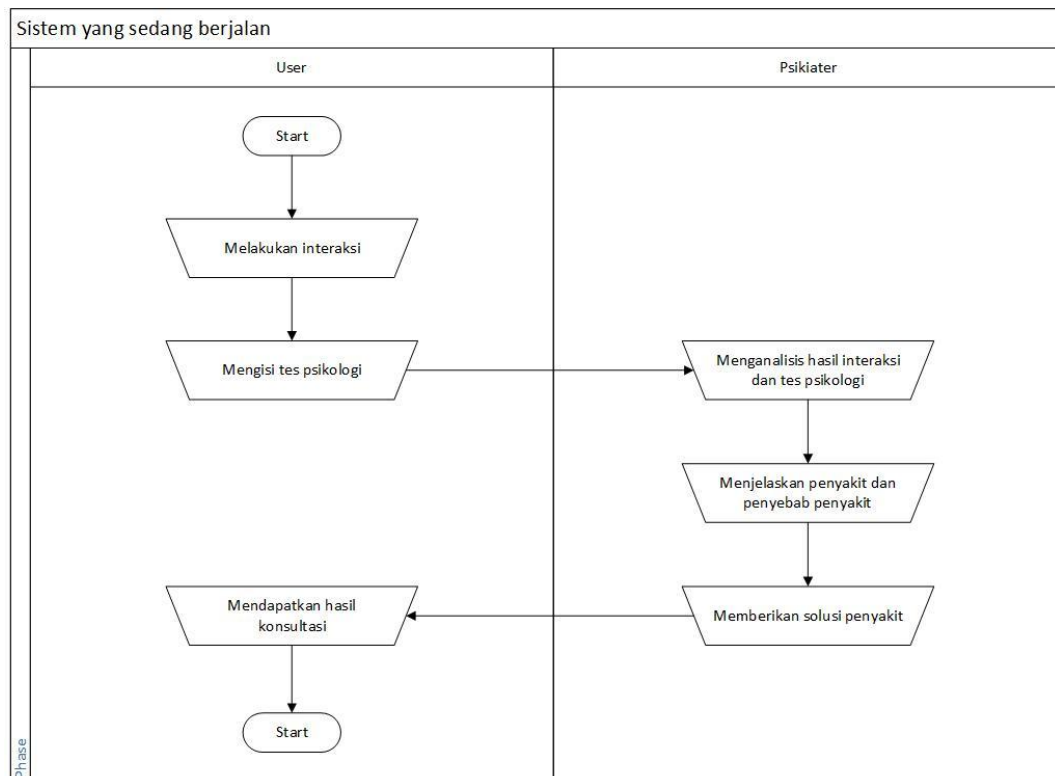 Sistem yang sedang berjalan
User
Psikiater
Start
Melakukan interaksi
Mengisi tes psikologi
Menganalisis hasil interaksi
dan tes psikologi
Menjelaskan penyakit dan
penyebab penyakit
Memberikan solusi penyakit
Mendapatkan hasil
konsultasi
Start
Phase